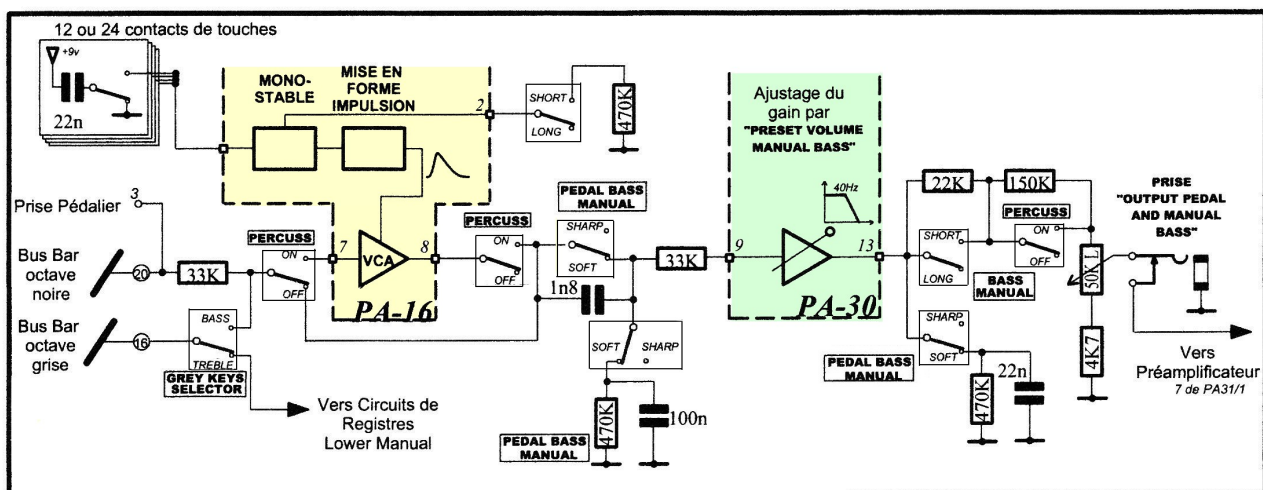 12 ou 24 contacts de touches
+9v
22n
MONO-
STABLE
MISE EN
FORME
IMPULSION
2
SHORT
LONG
470K
Prise Pédalier
3
Bus Bar
octave
noire
20
33K
Bus Bar
octave
grise
16
BASS
TREBLE
GREY KEYS
SELECTOR
Vers Circuits de
Registres
Lower Manual
PERCUSS
ON
OFF
7
VCA
8
PA-16
PERCUSS
ON
OFF
PEDAL BASS
MANUAL
SHARP
SOFT
1n8
33K
SOFT
SHARP
470K
100n
PEDAL BASS
MANUAL
Ajustage du
gain par
"PRESET VOLUME
MANUAL BASS"
40Hz
9
13
PA-30
22K
150K
PERCUSS
SHORT
LONG
ON
OFF
BASS
MANUAL
50K L
4K7
SHARP
SOFT
PEDAL BASS
MANUAL
22n
470K
PRISE
"OUTPUT PEDAL
AND MANUAL
BASS"
Vers
Préamplificateur
7 de PA31/1